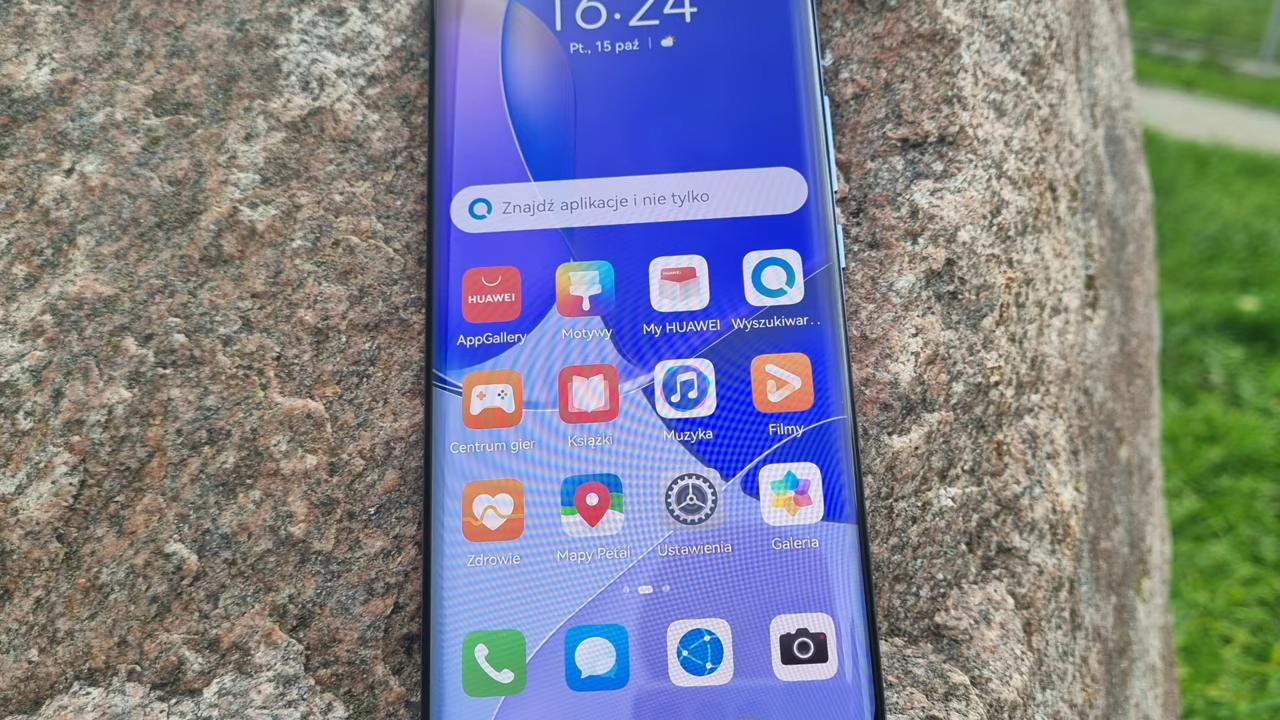 16:24
Pt., 15 paź
Znajdź aplikacje i nie tylko
HUAWEI
HUAWEI
AppGallery
Motywy
My HUAWEI
Wyszukiwar...
Centrum gier
Książki
Muzyka
Filmy
Zdrowie
Mapy Petal
Ustawienia
Galeria